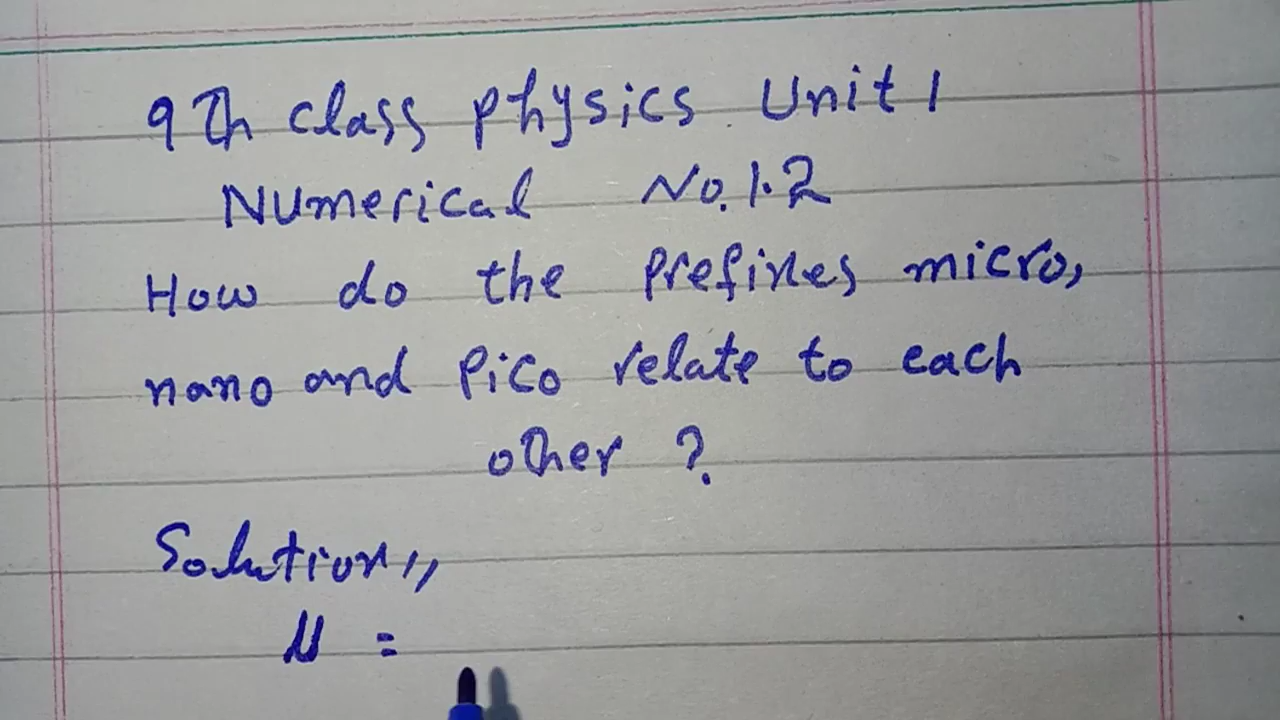 9Th class physics Unit 1
Numerical No. 1.2
How do the prefixes micro,
nano and Pico relate to each
other ?
Solution,,
µ =